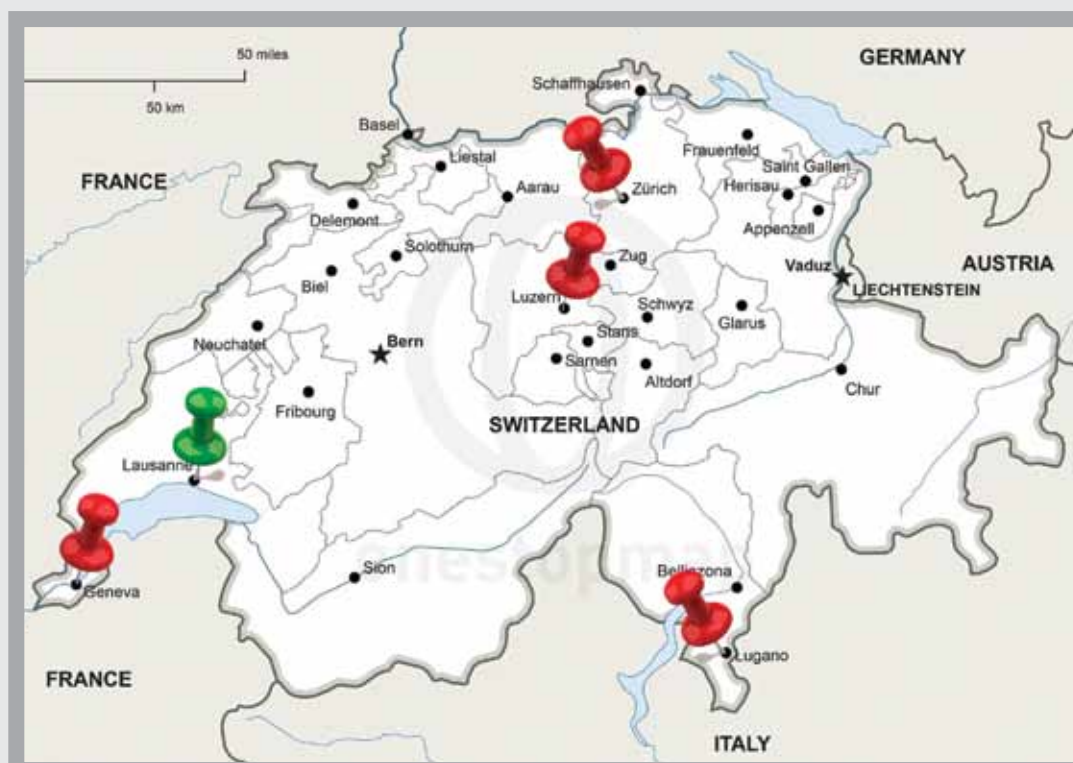 50 miles
50 km
GERMANY
Schaffhausen
Basel
Liestal
Frauenfeld
Saint Gallen
FRANCE
Aarau
Zürich
Herisau
Delemont
Appenzell
Solothurn
Zug
Vaduz
AUSTRIA
Biel
LIECHTENSTEIN
Luzern
Schwyz
Glarus
Neuchatel
Bern
Stans
Sarnen
Altdorf
Chur
Fribourg
SWITZERLAND
Lausanne
Sion
Bellinzona
Geneva
Lugano
FRANCE
ITALY